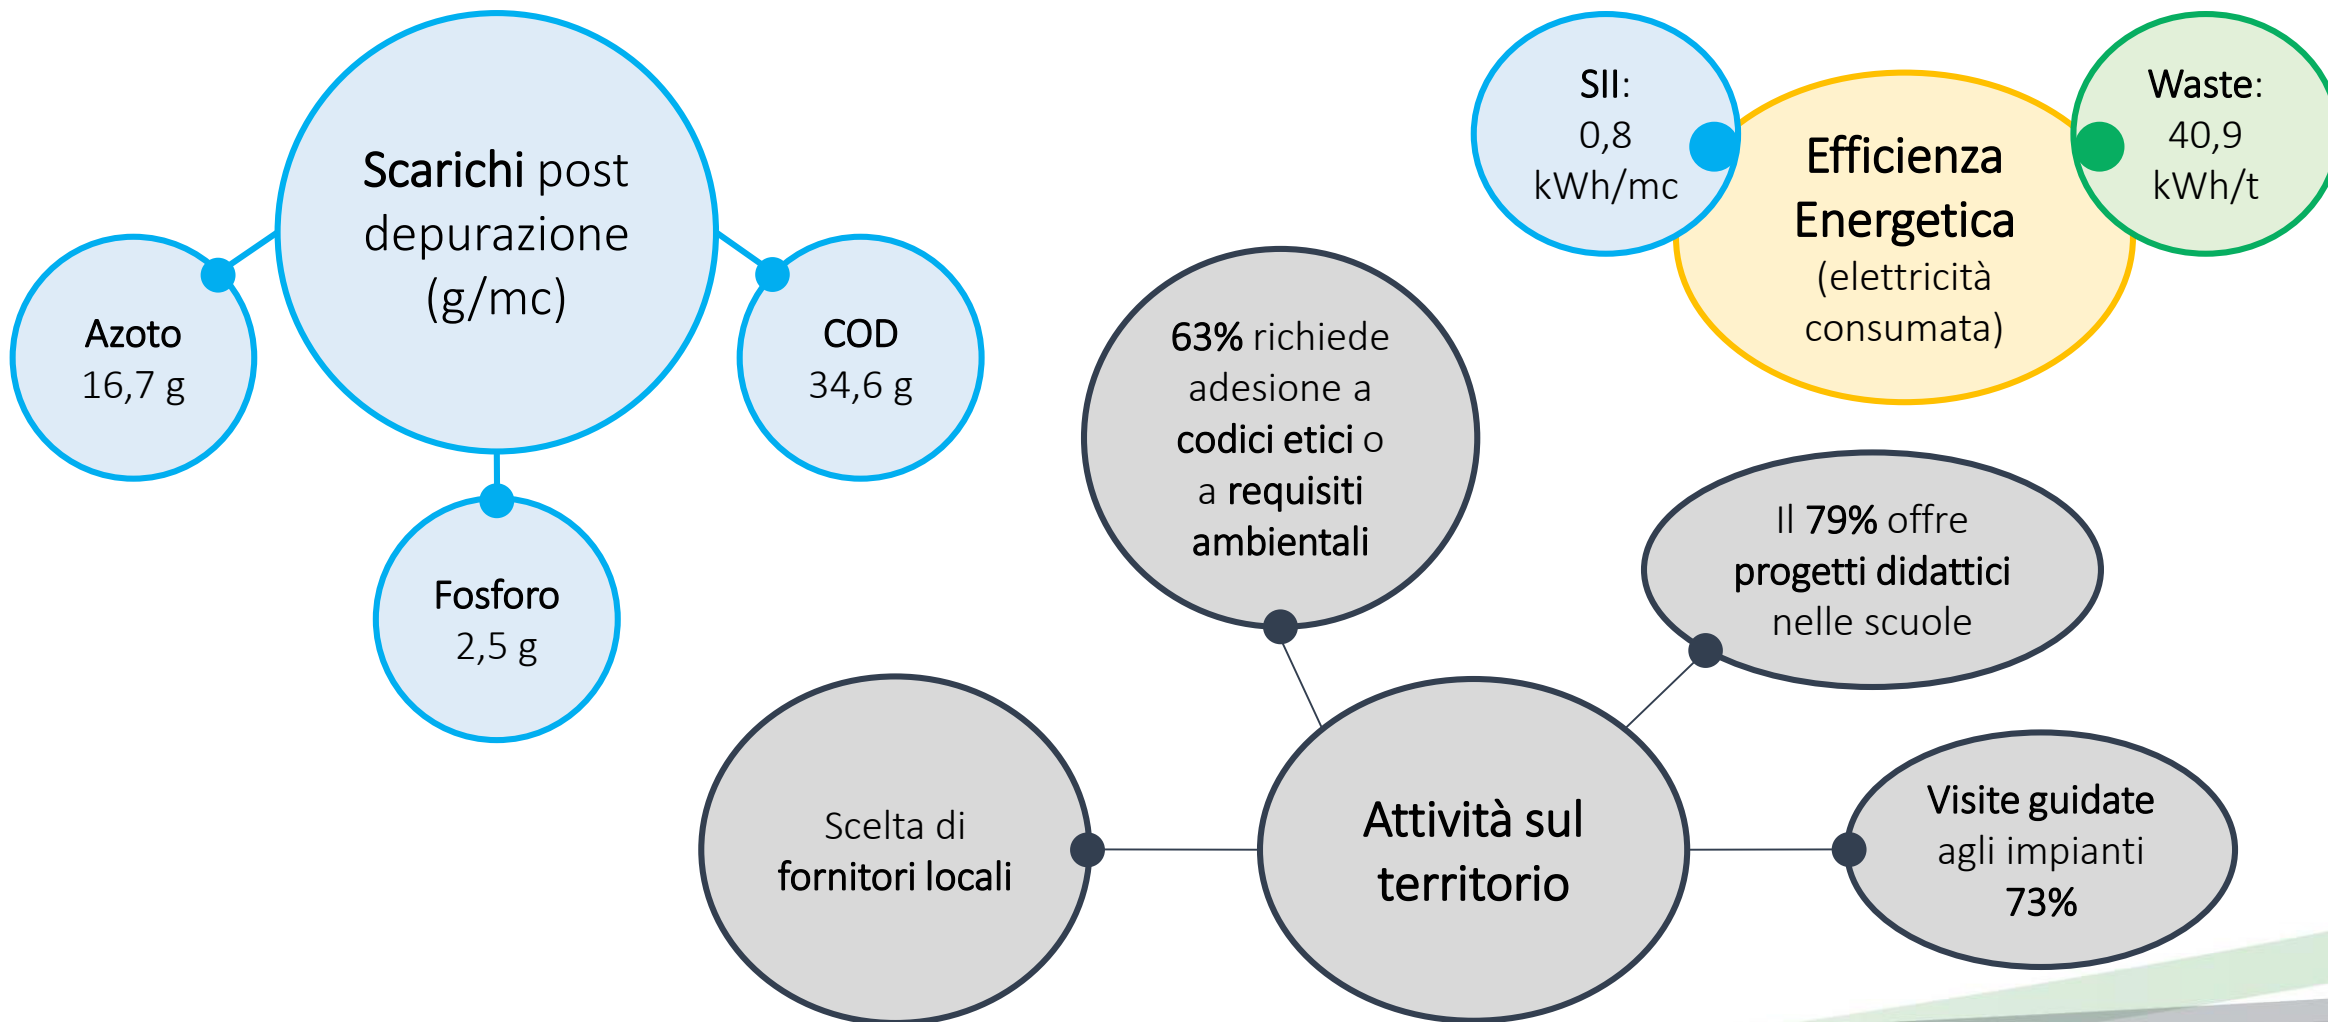 Scarichi post
depurazione
(g/mc)
Azoto
16,7 g
COD
34,6 g
Fosforo
2,5 g
SII:
0,8
kWh/mc
Efficienza
Energetica
(elettricità
consumata)
Waste:
40,9
kWh/t
63% richiede
adesione a
codici etici o
a requisiti
ambientali
Il 79% offre
progetti didattici
nelle scuole
Scelta di
fornitori locali
Attività sul
territorio
Visite guidate
agli impianti
73%